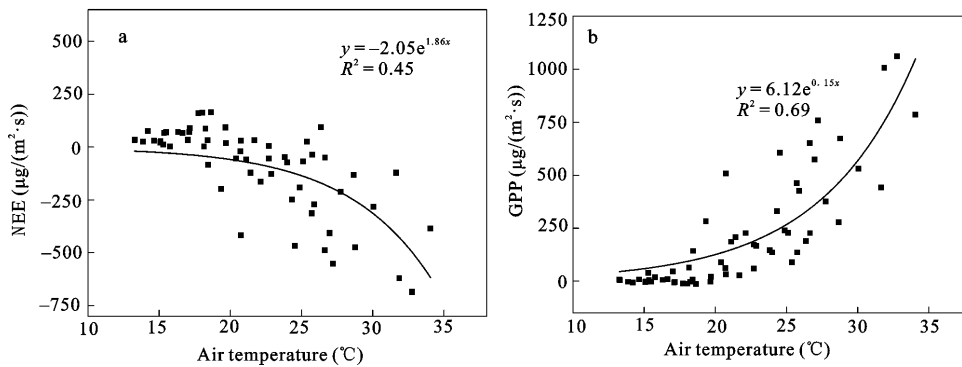 a
y = −2.05e^1.86x
R² = 0.45
NEE (μg/(m²·s))
500
250
0
−250
−500
−750
10 15 20 25 30 35
Air temperature (℃)
b
y = 6.12e^0.15x
R² = 0.69
GPP (μg/(m²·s))
1250
1000
750
500
250
0
10 15 20 25 30 35
Air temperature (℃)